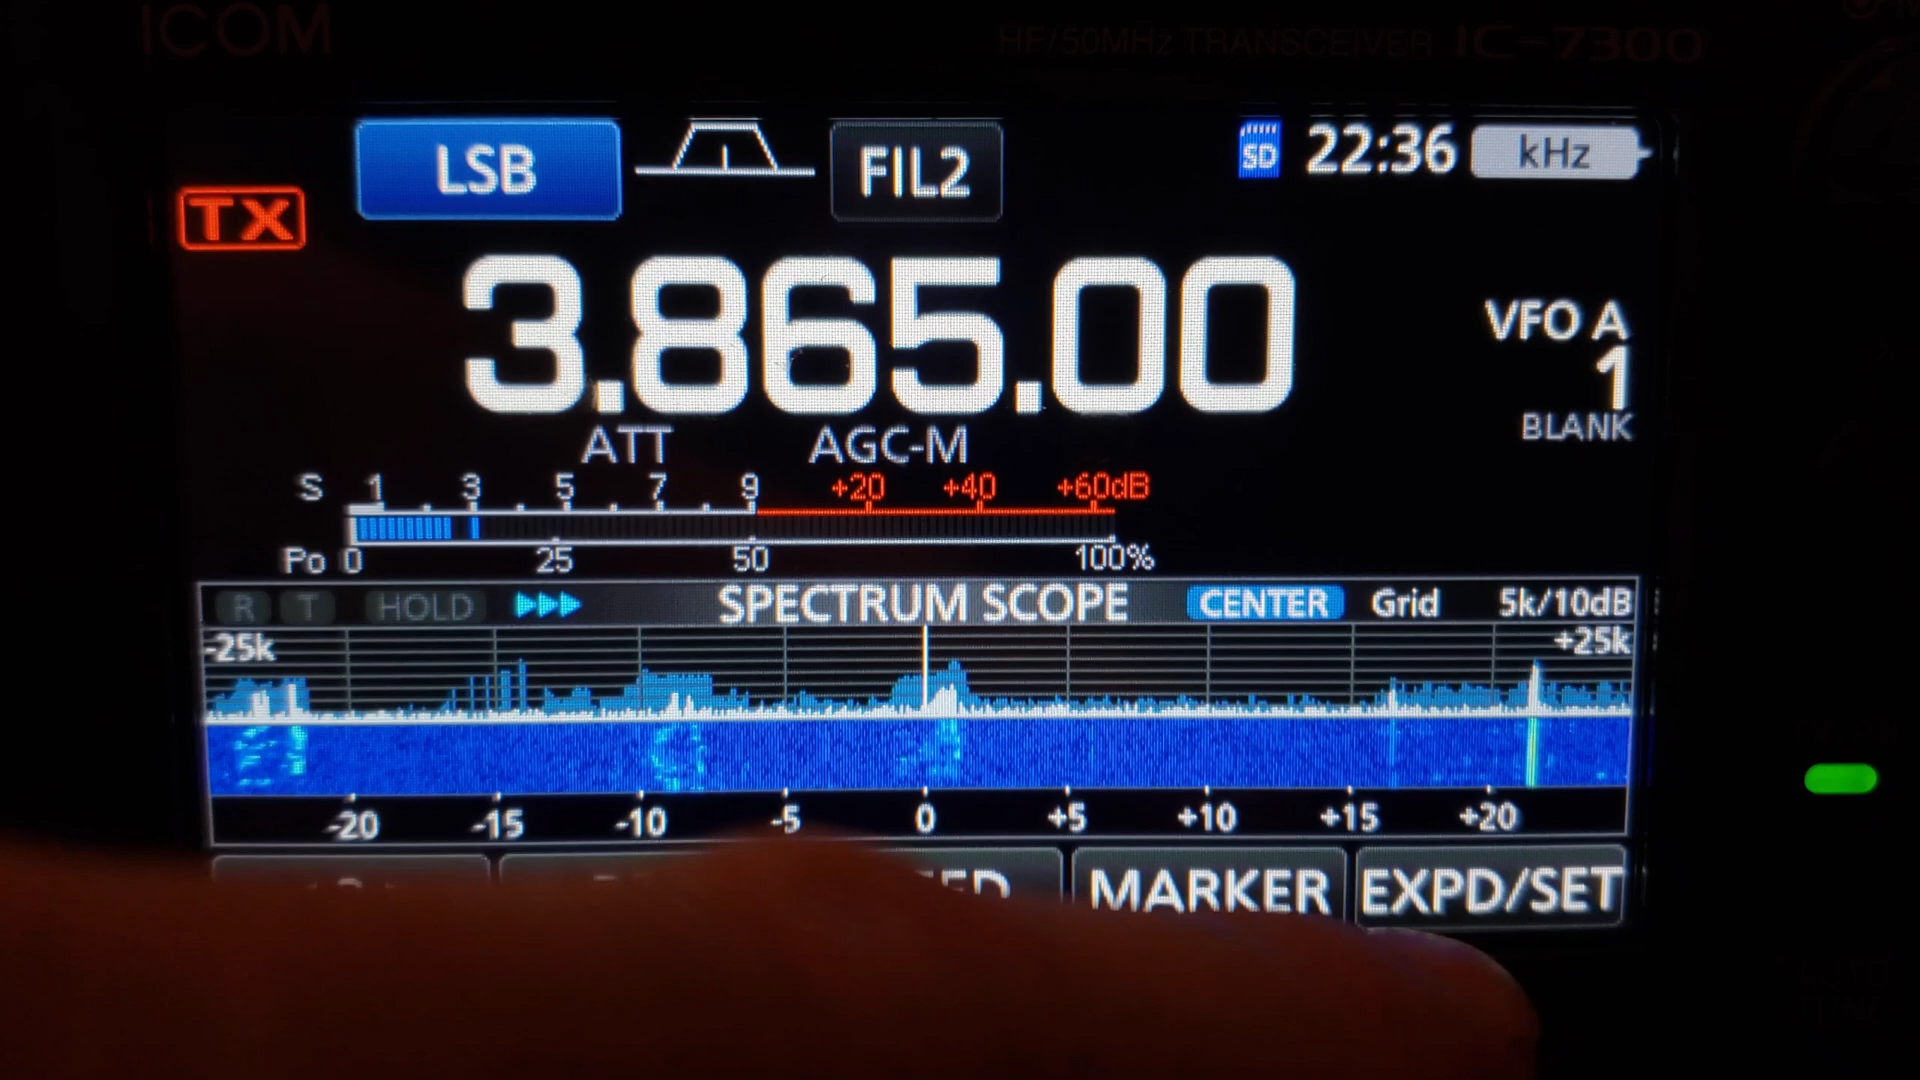 ICOM
HF/50MHz TRANSCEIVER IC-7300
LSB FIL2 SD 22:36 kHz
TX
3.865.00
VFO A
1
BLANK
ATT AGC-M
S 1 3 5 7 9 +20 +40 +60dB
Po 0 25 50 100%
R T HOLD SPECTRUM SCOPE CENTER Grid 5k/10dB
-25k +25k
-20 -15 -10 -5 0 +5 +10 +15 +20
MARKER EXPD/SET